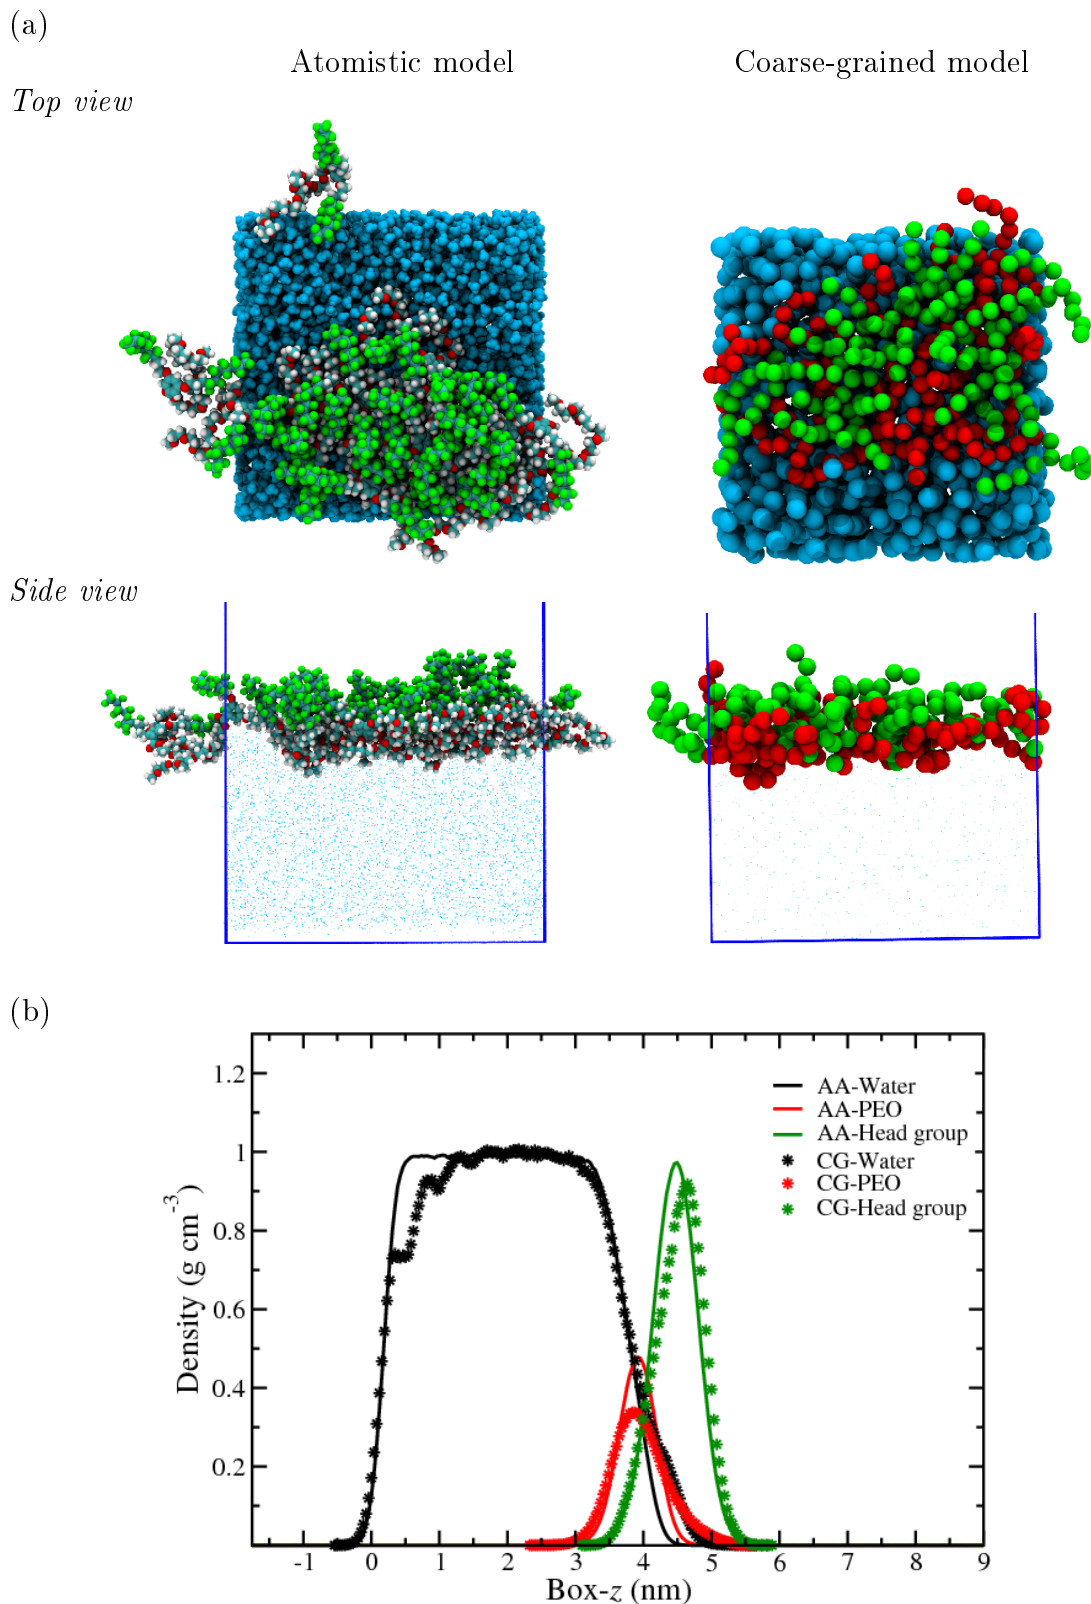 (a)
Atomistic model Coarse-grained model
Top view
Side view
(b)
1.2
1
0.8
0.6
0.4
0.2
Density (g cm-3)
AA-Water
AA-PEO
AA-Head group
CG-Water
CG-PEO
CG-Head group
-1 0 1 2 3 4 5 6 7 8 9
Box-z (nm)